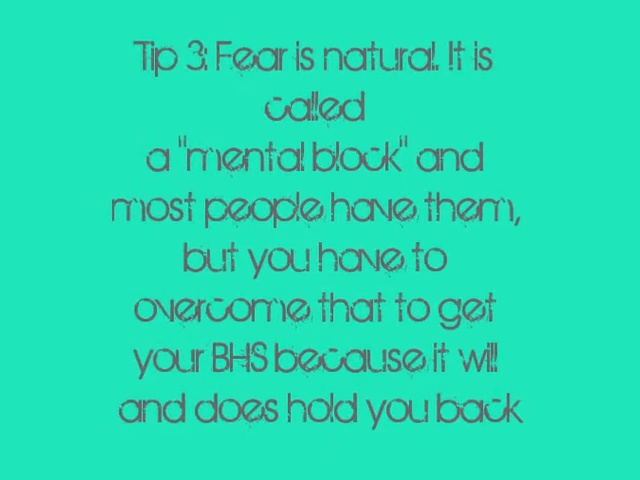 Tip 3: Fear is natural. It is
called
a "mental block" and
most people have them,
but you have to
overcome that to get
your BHS because it will
and does hold you back